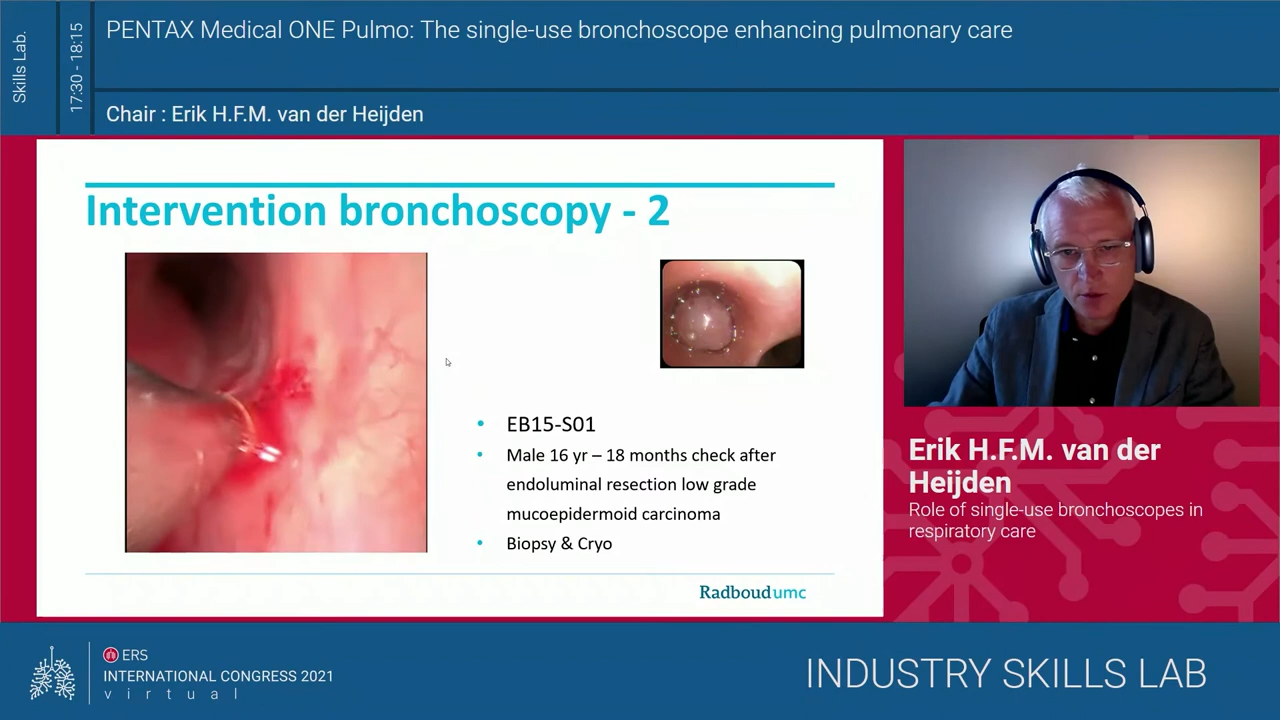 Skills Lab.
17:30 - 18:15
PENTAX Medical ONE Pulmo: The single-use bronchoscope enhancing pulmonary care
Chair : Erik H.F.M. van der Heijden
Intervention bronchoscopy - 2
• EB15-S01
• Male 16 yr – 18 months check after
endoluminal resection low grade
mucoepidermoid carcinoma
• Biopsy & Cryo
Radboudumc
Erik H.F.M. van der
Heijden
Role of single-use bronchoscopes in
respiratory care
ERS
INTERNATIONAL CONGRESS 2021
virtual
INDUSTRY SKILLS LAB